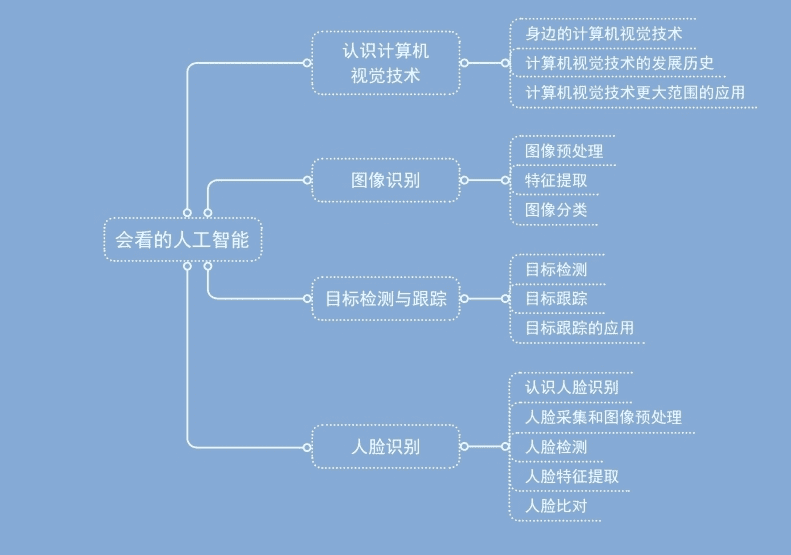 会看的人工智能
认识计算机
视觉技术
身边的计算机视觉技术
计算机视觉技术的发展历史
计算机视觉技术更大范围的应用
图像识别
图像预处理
特征提取
图像分类
目标检测与跟踪
目标检测
目标跟踪
目标跟踪的应用
人脸识别
认识人脸识别
人脸采集和图像预处理
人脸检测
人脸特征提取
人脸比对